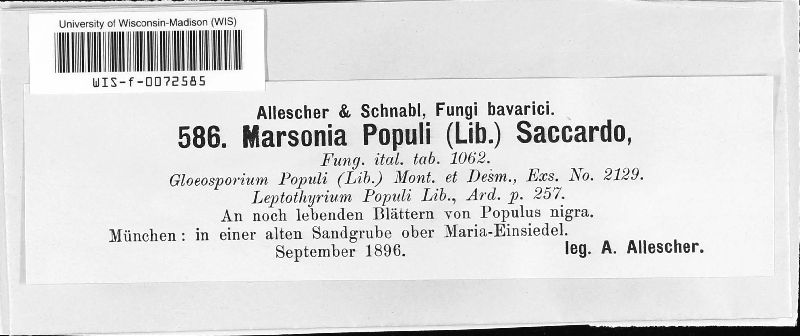 University of Wisconsin-Madison (WIS)
WIS-f-0072585
Allescher & Schnabl, Fungi bavarici.
586. Marsonia Populi (Lib.) Saccardo,
Fung. ital. tab. 1062.
Gloeosporium Populi (Lib.) Mont. et Desm., Exs. No. 2129.
Leptothyrium Populi Lib., Ard. p. 257.
An noch lebenden Blättern von Populus nigra.
München: in einer alten Sandgrube ober Maria-Einsiedel.
September 1896. leg. A. Allescher.